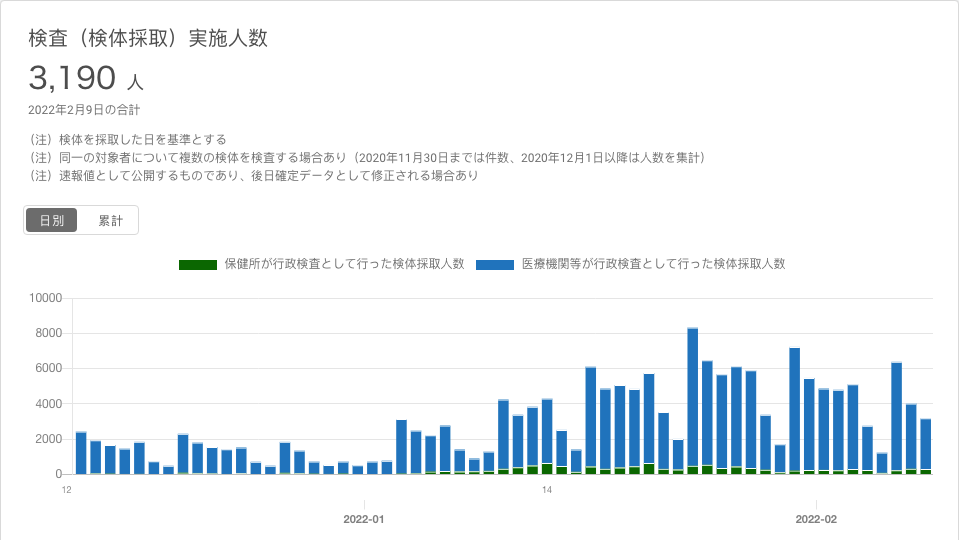 検査（検体採取）実施人数
3,190 人
2022年2月9日の合計
（注）検体を採取した日を基準とする
（注）同一の対象者について複数の検体を検査する場合あり（2020年11月30日までは件数、2020年12月1日以降は人数を集計）
（注）速報値として公開するものであり、後日確定データとして修正される場合あり
日別 累計
保健所が行政検査として行った検体採取人数 医療機関等が行政検査として行った検体採取人数
10000
8000
6000
4000
2000
0
12 14
2022-01 2022-02